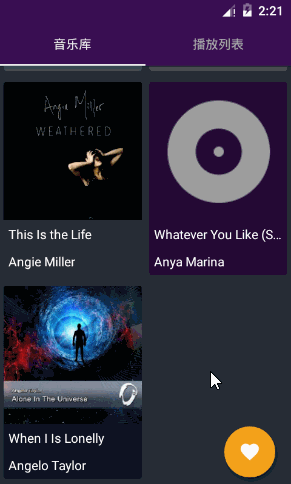 2:21
音乐库 播放列表
Angie Miller
WEATHERED
This Is the Life
Angie Miller
Whatever You Like (S...
Anya Marina
Alone In The Universe
When I Is Lonelly
Angelo Taylor